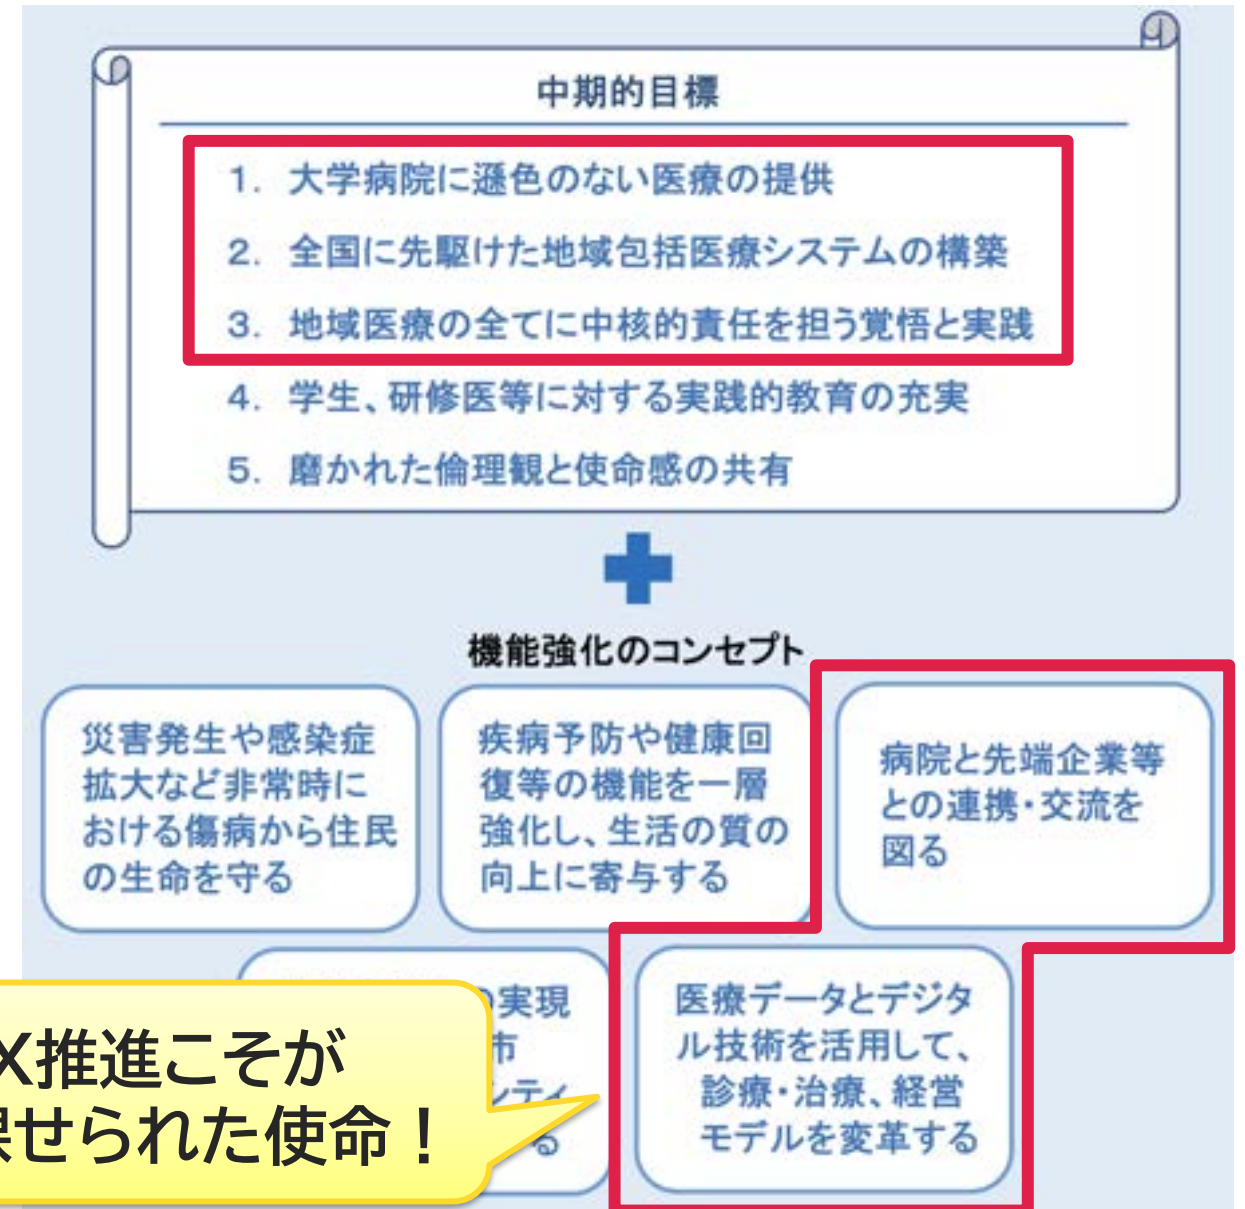 中期的目標
1. 大学病院に遜色のない医療の提供
2. 全国に先駆けた地域包括医療システムの構築
3. 地域医療の全てに中核的責任を担う覚悟と実践
4. 学生、研修医等に対する実践的教育の充実
5. 磨かれた倫理観と使命感の共有
機能強化のコンセプト
災害発生や感染症
拡大など非常時に
おける傷病から住民
の生命を守る
疾病予防や健康回
復等の機能を一層
強化し、生活の質の
向上に寄与する
病院と先端企業等
との連携・交流を
図る
の実現
市
ンティ
る
医療データとデジタ
ル技術を活用して、
診療・治療、経営
モデルを変革する
X推進こそが
課せられた使命！